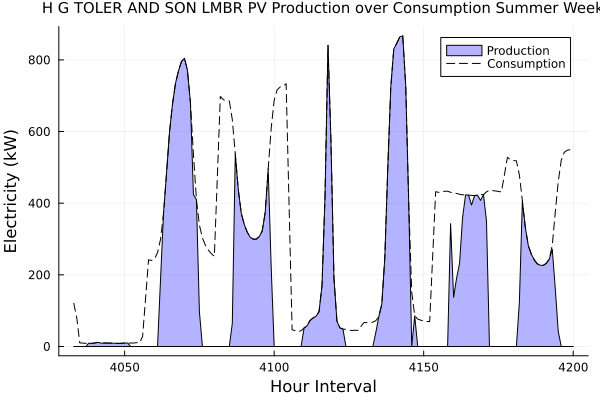 H G TOLER AND SON LMBR PV Production over Consumption Summer Week
Production
Consumption
800
600
400
200
0
Electricity (kW)
4050
4100
4150
4200
Hour Interval